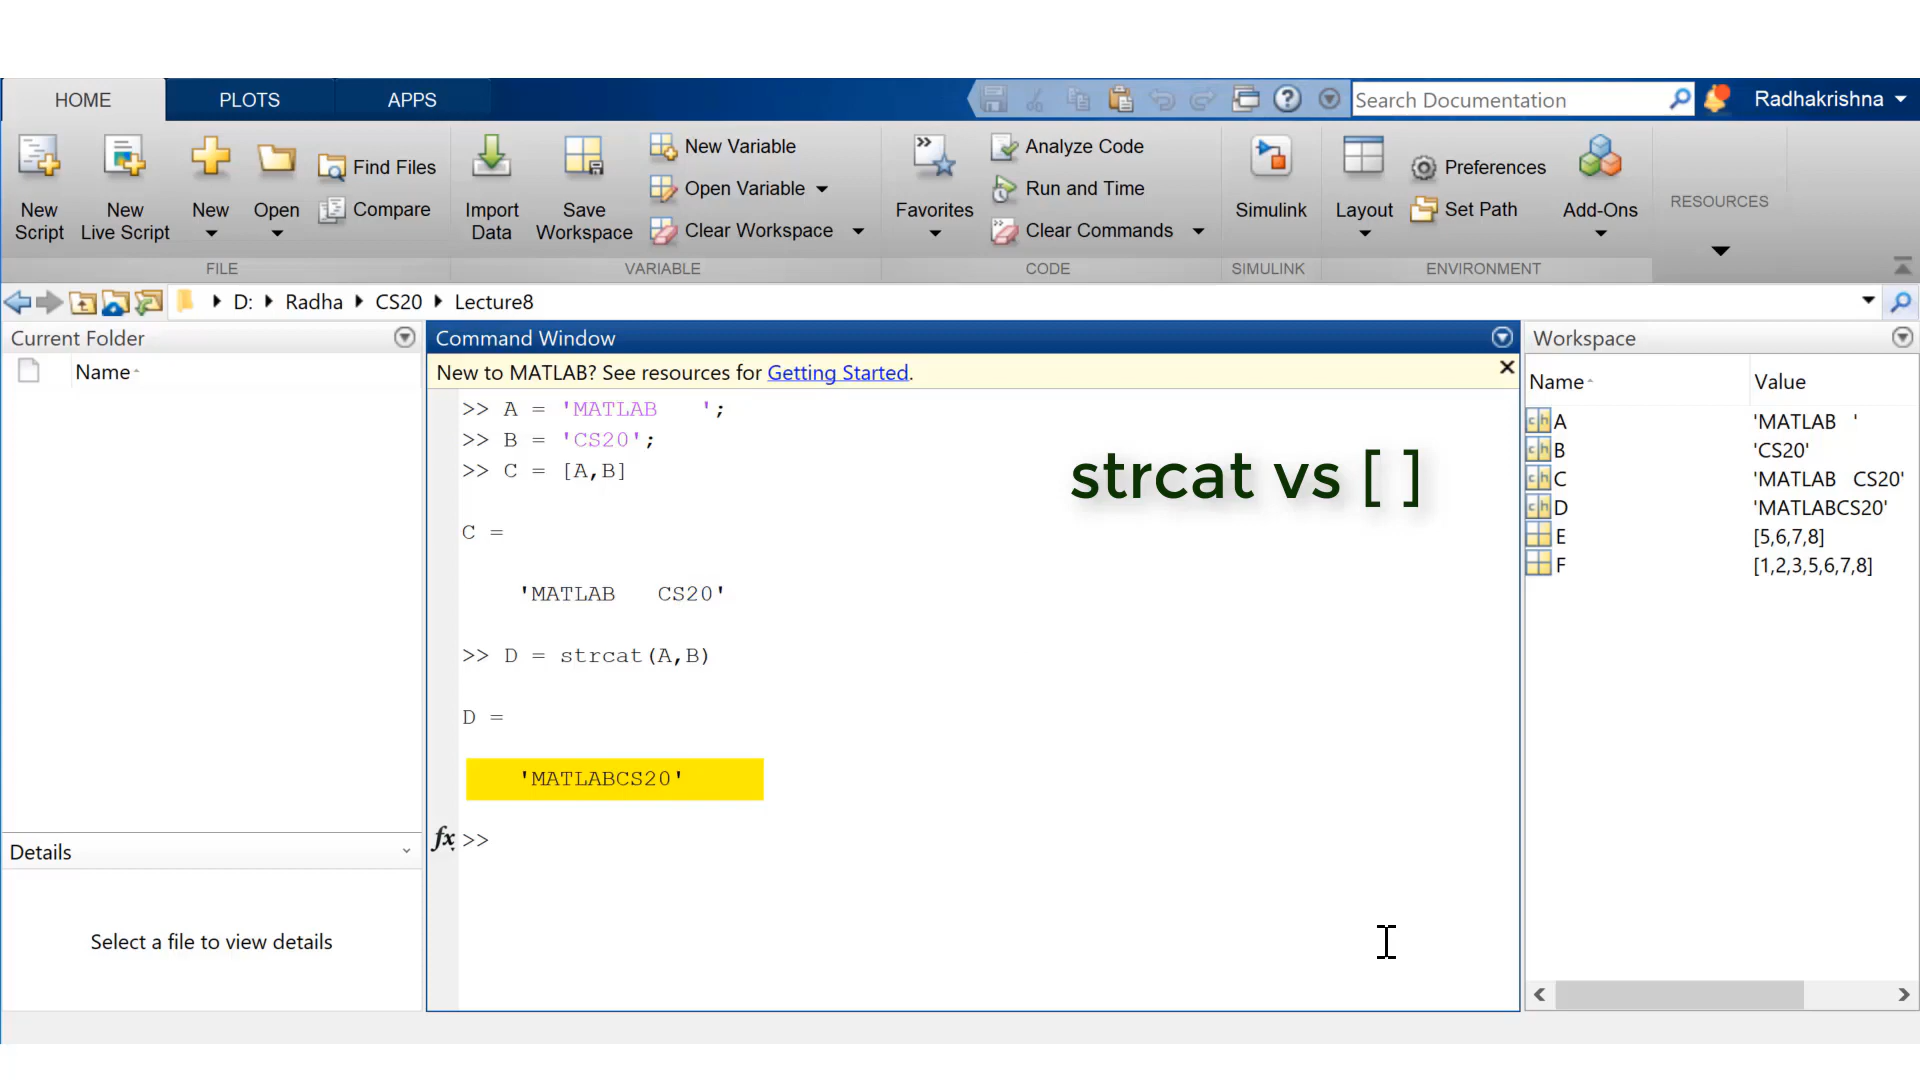 HOME PLOTS APPS
Search Documentation
Radhakrishna
New Script
New Live Script
New
Open
Find Files
Compare
Import Data
Save Workspace
New Variable
Open Variable
Clear Workspace
Favorites
Analyze Code
Run and Time
Clear Commands
Simulink
Layout
Preferences
Set Path
Add-Ons
RESOURCES
FILE VARIABLE CODE SIMULINK ENVIRONMENT
D: Radha CS20 Lecture8
Current Folder
Name
Details
Select a file to view details
Command Window
New to MATLAB? See resources for Getting Started.
>> A = 'MATLAB   ';
>> B = 'CS20';
>> C = [A,B]
C =
'MATLAB   CS20'
>> D = strcat(A,B)
D =
'MATLABCS20'
fx >>
strcat vs [ ]
Workspace
Name Value
ch A 'MATLAB   '
ch B 'CS20'
ch C 'MATLAB   CS20'
ch D 'MATLABCS20'
E [5,6,7,8]
F [1,2,3,5,6,7,8]